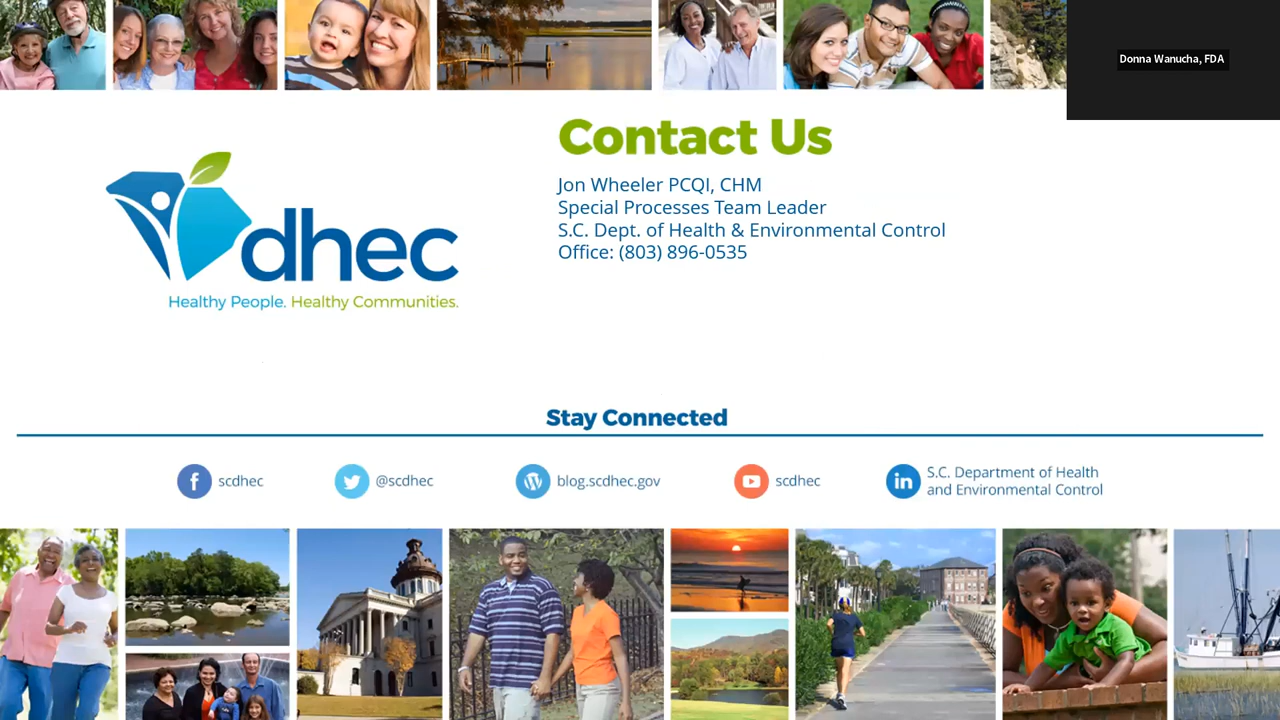 Donna Wanucha, FDA
Contact Us
Jon Wheeler PCQI, CHM
Special Processes Team Leader
S.C. Dept. of Health & Environmental Control
Office: (803) 896-0535
dhec
Healthy People. Healthy Communities.
Stay Connected
scdhec
@scdhec
blog.scdhec.gov
scdhec
S.C. Department of Health
and Environmental Control